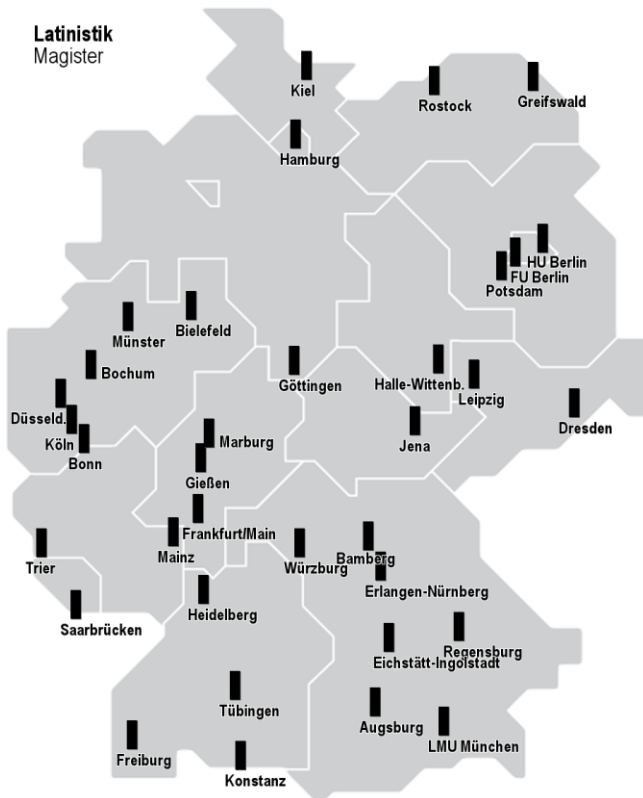 Latinistik
Magister
Kiel
Rostock
Greifswald
Hamburg
HU Berlin
FU Berlin
Potsdam
Münster
Bielefeld
Bochum
Göttingen
Halle-Wittenb.
Leipzig
Düsseld.
Köln
Bonn
Marburg
Jena
Dresden
Gießen
Frankfurt/Main
Mainz
Trier
Würzburg
Bamberg
Erlangen-Nürnberg
Heidelberg
Saarbrücken
Regensburg
Eichstätt-Ingolstadt
Tübingen
Augsburg
LMU München
Freiburg
Konstanz